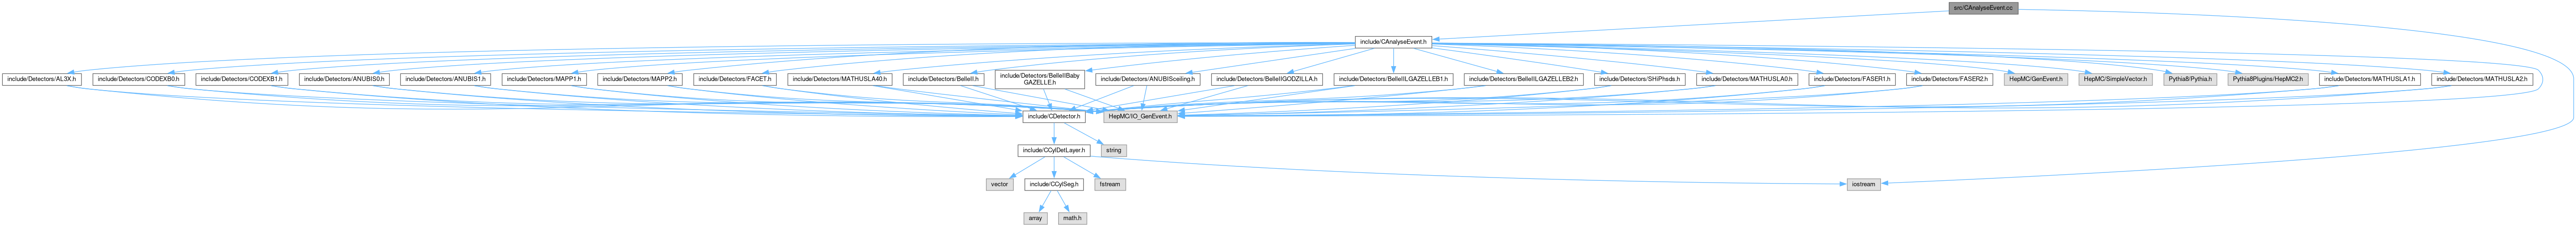 src/CAnalyseEvent.cc
include/CAnalyseEvent.h
include/Detectors/AL3X.h
include/Detectors/CODEXB0.h
include/Detectors/CODEXB1.h
include/Detectors/ANUBIS0.h
include/Detectors/ANUBIS1.h
include/Detectors/MAPP1.h
include/Detectors/MAPP2.h
include/Detectors/FACET.h
include/Detectors/MATHUSLA40.h
include/Detectors/BelleII.h
include/Detectors/BelleIIBaby
GAZELLE.h
include/Detectors/ANUBISceiling.h
include/Detectors/BelleIIGODZILLA.h
include/Detectors/BelleIILGAZELLEB1.h
include/Detectors/BelleIILGAZELLEB2.h
include/Detectors/SHiPhsds.h
include/Detectors/MATHUSLA0.h
include/Detectors/FASER1.h
include/Detectors/FASER2.h
HepMC/GenEvent.h
HepMC/SimpleVector.h
Pythia8/Pythia.h
Pythia8Plugins/HepMC2.h
include/Detectors/MATHUSLA1.h
include/Detectors/MATHUSLA2.h
include/CDetector.h
HepMC/IO_GenEvent.h
include/CCylDetLayer.h
string
vector
include/CCylSeg.h
fstream
iostream
array
math.h